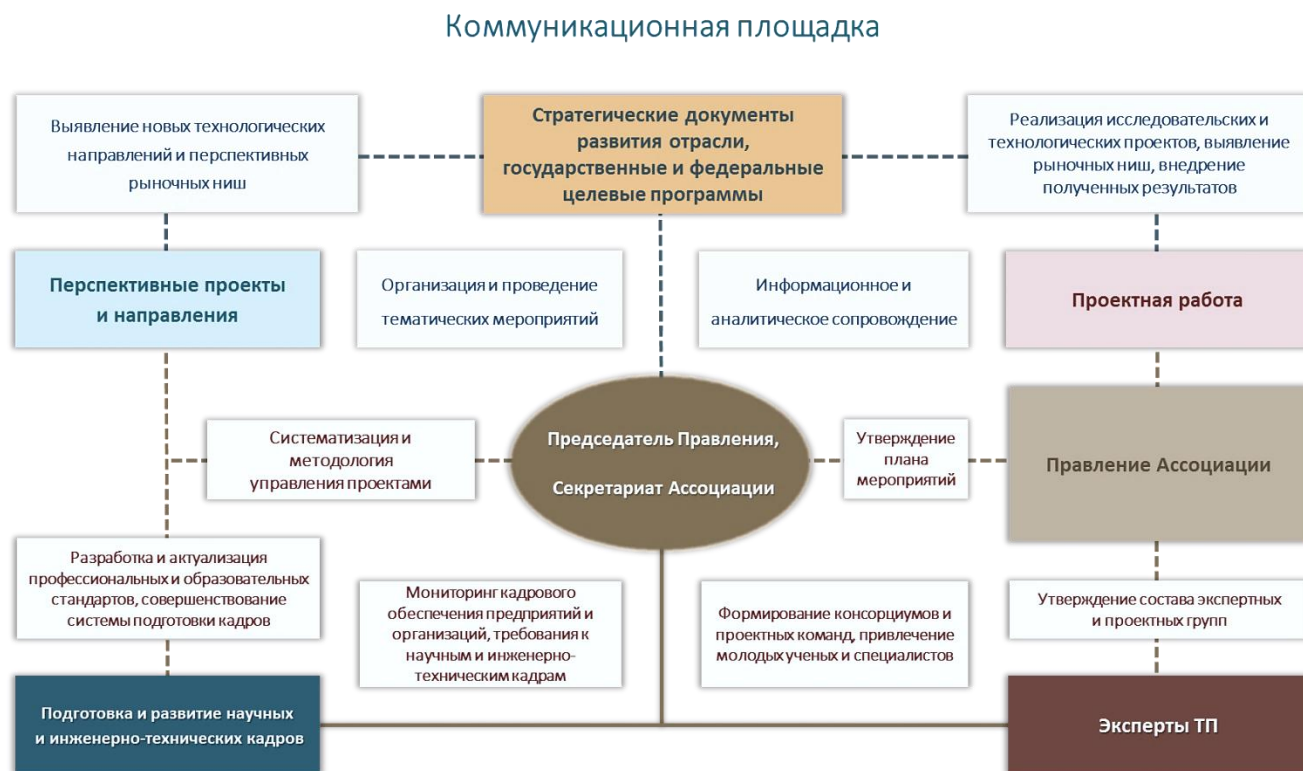 Коммуникационная площадка
Выявление новых технологических
направлений и перспективных
рыночных ниш
Стратегические документы
развития отрасли,
государственные и федеральные
целевые программы
Реализация исследовательских и
технологических проектов, выявление
рыночных ниш, внедрение
полученных результатов
Перспективные проекты
и направления
Организация и проведение
тематических мероприятий
Информационное и
аналитическое сопровождение
Проектная работа
Систематизация и
методология
управления проектами
Председатель Правления,
Секретариат Ассоциации
Утверждение
плана
мероприятий
Правление Ассоциации
Разработка и актуализация
профессиональных и образовательных
стандартов, совершенствование
системы подготовки кадров
Мониторинг кадрового
обеспечения предприятий и
организаций, требования к
научным и инженерно-
техническим кадрам
Формирование консорциумов и
проектных команд, привлечение
молодых ученых и специалистов
Утверждение состава экспертных
и проектных групп
Подготовка и развитие научных
и инженерно-технических кадров
Эксперты ТП